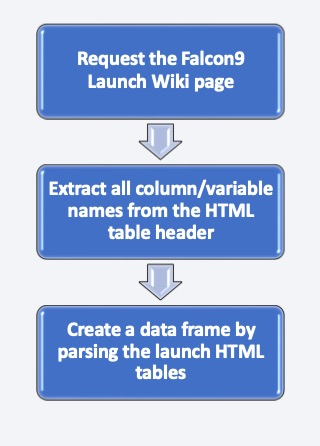 Request the Falcon9
Launch Wiki page
Extract all column/variable
names from the HTML
table header
Create a data frame by
parsing the launch HTML
tables